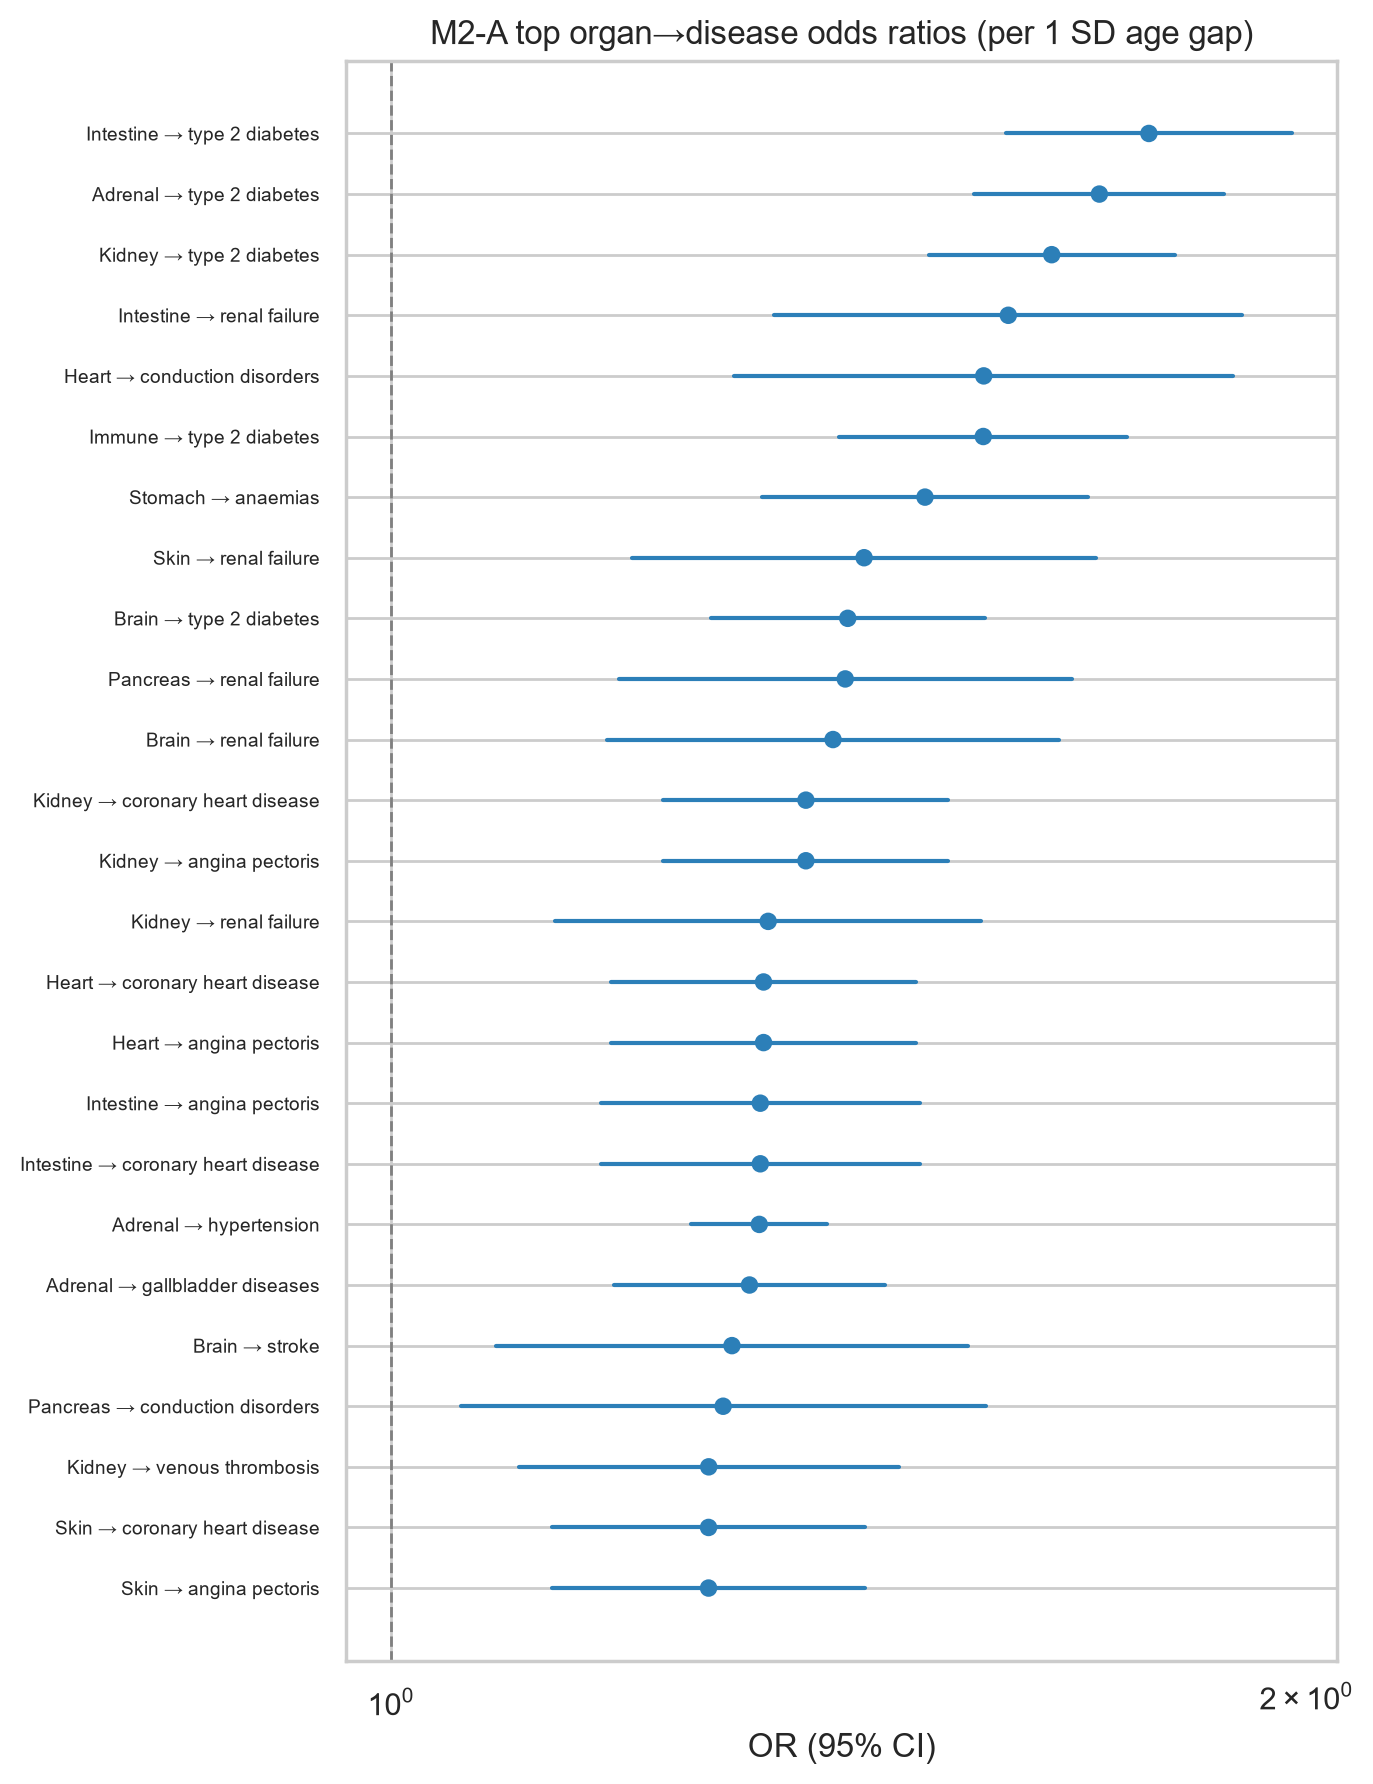 M2-A top organ→disease odds ratios (per 1 SD age gap)
Intestine → type 2 diabetes
Adrenal → type 2 diabetes
Kidney → type 2 diabetes
Intestine → renal failure
Heart → conduction disorders
Immune → type 2 diabetes
Stomach → anaemias
Skin → renal failure
Brain → type 2 diabetes
Pancreas → renal failure
Brain → renal failure
Kidney → coronary heart disease
Kidney → angina pectoris
Kidney → renal failure
Heart → coronary heart disease
Heart → angina pectoris
Intestine → angina pectoris
Intestine → coronary heart disease
Adrenal → hypertension
Adrenal → gallbladder diseases
Brain → stroke
Pancreas → conduction disorders
Kidney → venous thrombosis
Skin → coronary heart disease
Skin → angina pectoris
10⁰ 2 × 10⁰
OR (95% CI)